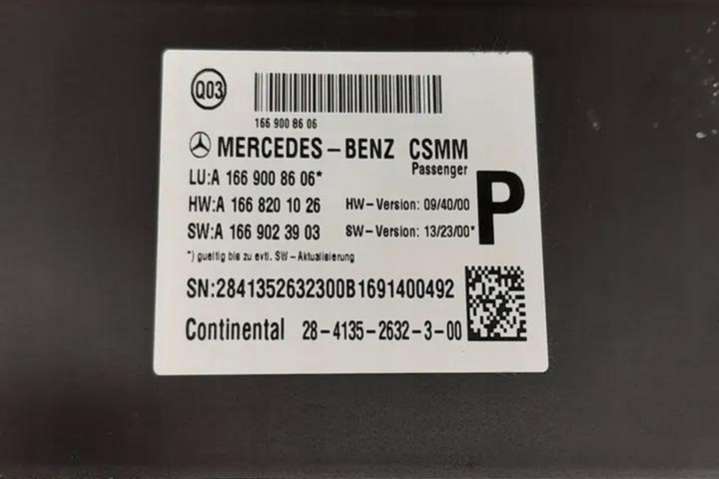 Q03
166 900 86 06
MERCEDES-BENZ CSMM
Passenger
LU:A 166 900 86 06*
HW:A 166 820 10 26 HW-Version: 09/40/00
SW:A 166 902 39 03 SW-Version: 13/23/00*
P
*) gueltig bis zu evtl. SW-Aktualisierung
SN:2841352632300B1691400492
Continental 28-4135-2632-3-00